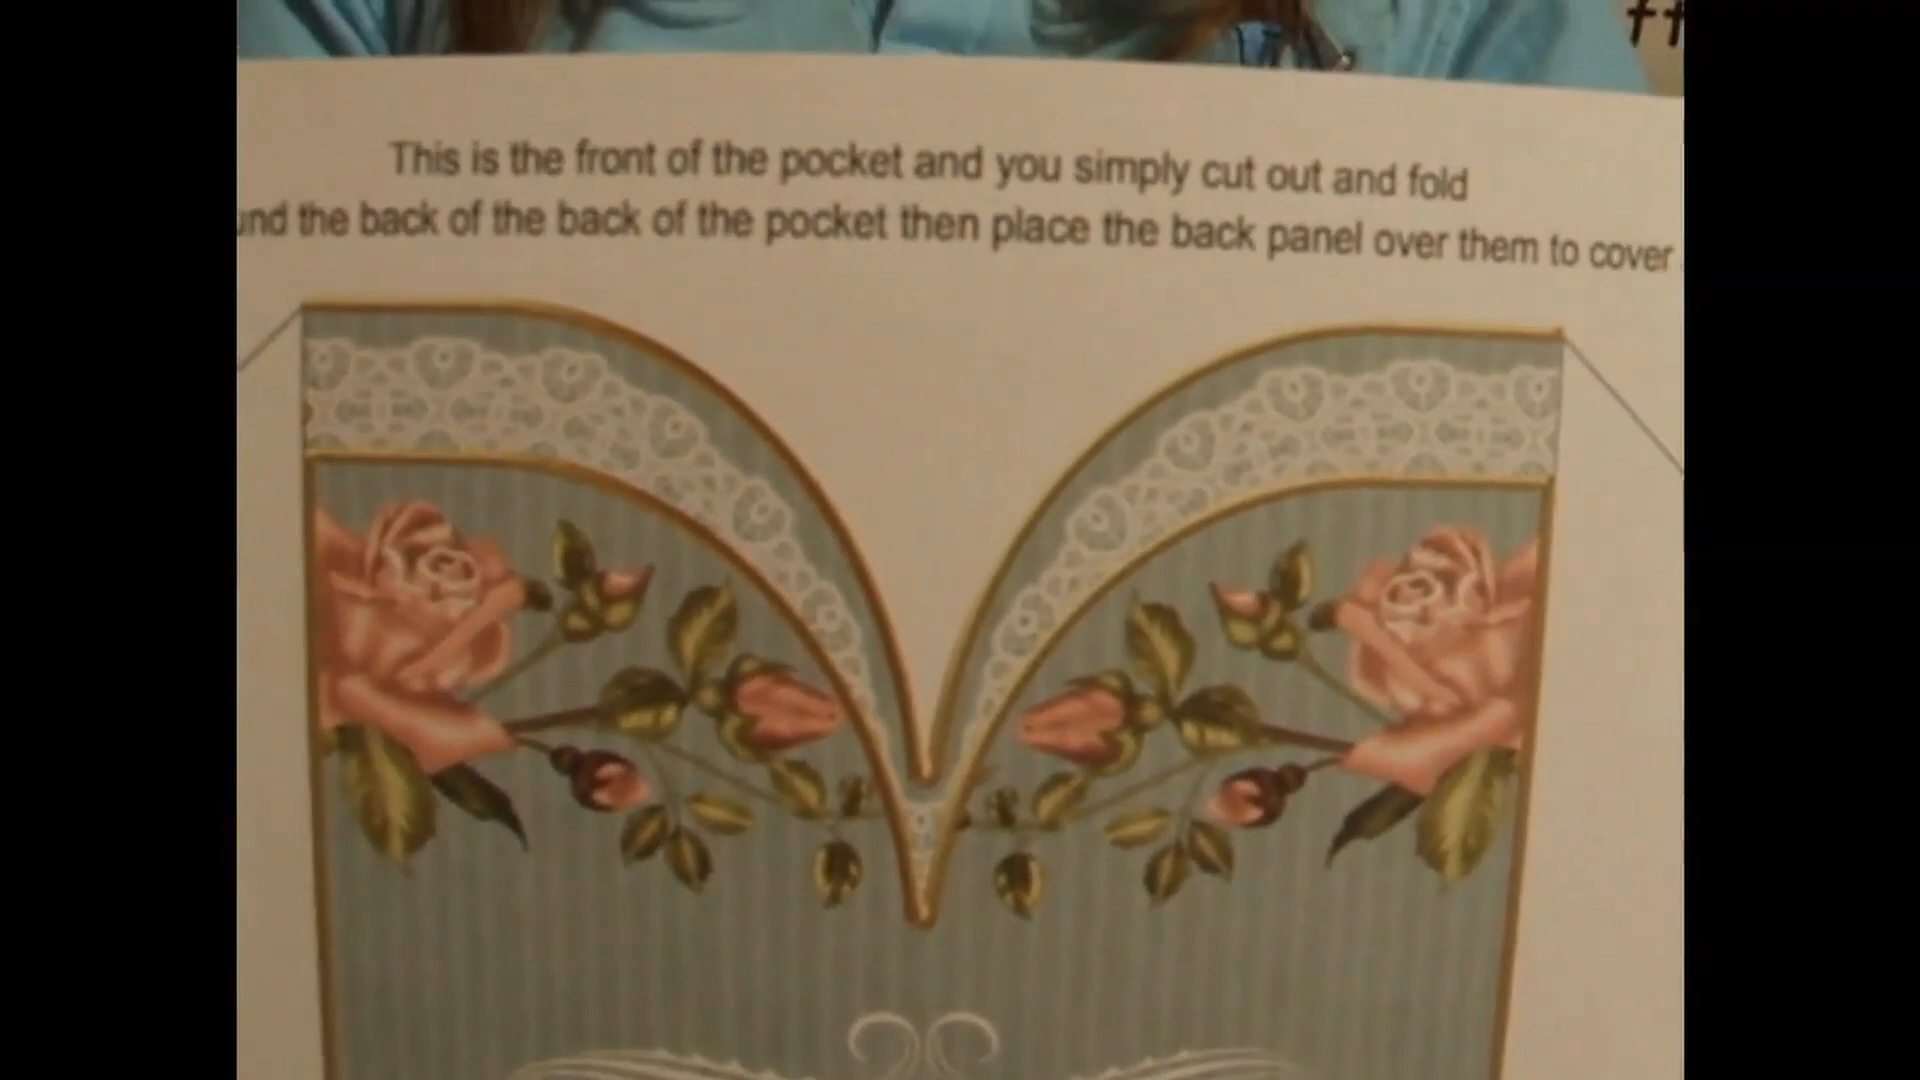 This is the front of the pocket and you simply cut out and fold
the back of the back of the pocket then place the back panel over them to cover